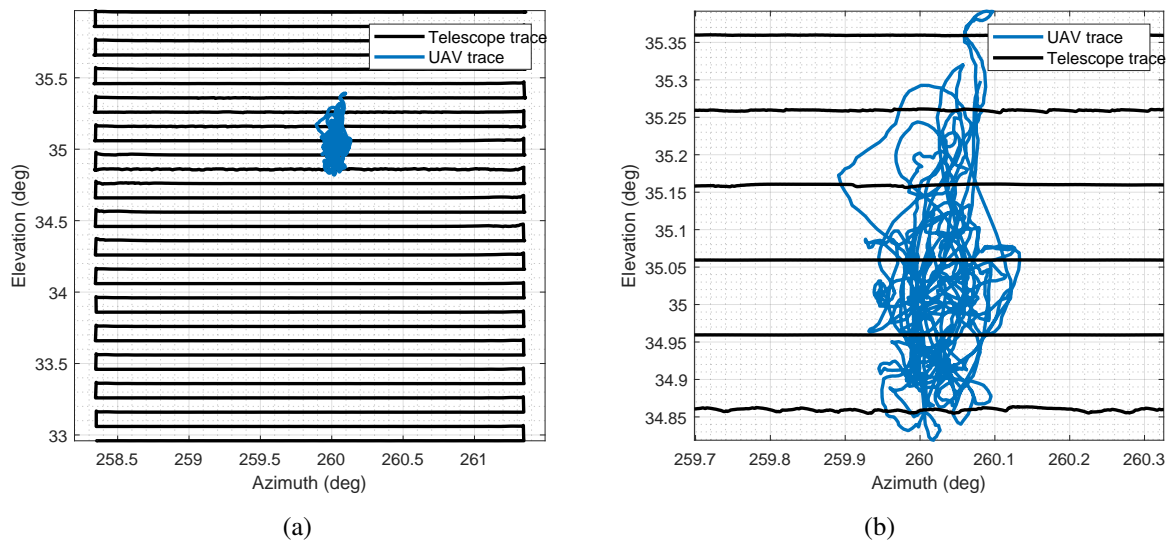 Telescope trace
UAV trace
35.5
35
34.5
34
33.5
33
Elevation (deg)
258.5 259 259.5 260 260.5 261
Azimuth (deg)
(a)
UAV trace
Telescope trace
35.35
35.3
35.25
35.2
35.15
35.1
35.05
35
34.95
34.9
34.85
Elevation (deg)
259.7 259.8 259.9 260 260.1 260.2 260.3
Azimuth (deg)
(b)